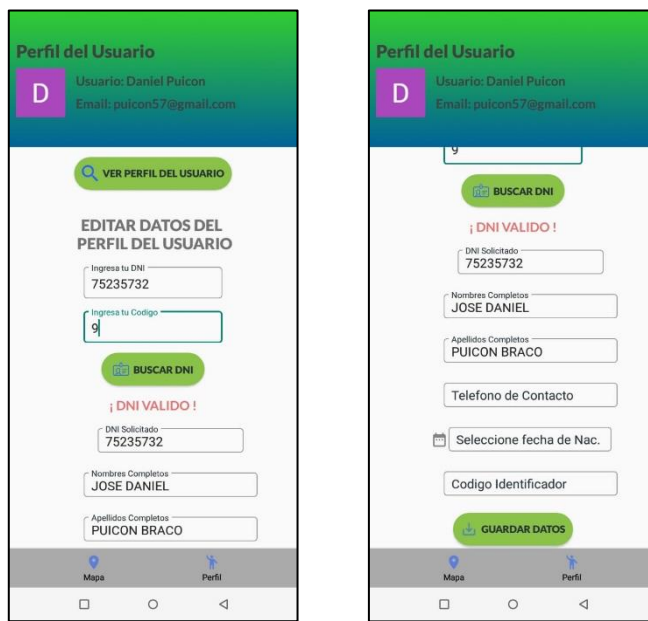 Perfil del Usuario
D
Usuario: Daniel Puicon
Email: puicon57@gmail.com
VER PERFIL DEL USUARIO
EDITAR DATOS DEL
PERFIL DEL USUARIO
Ingresa tu DNI
75235732
Ingresa tu Codigo
9
BUSCAR DNI
¡ DNI VALIDO !
DNI Solicitado
75235732
Nombres Completos
JOSE DANIEL
Apellidos Completos
PUICON BRACO
Mapa
Perfil
Perfil del Usuario
D
Usuario: Daniel Puicon
Email: puicon57@gmail.com
9
BUSCAR DNI
¡ DNI VALIDO !
DNI Solicitado
75235732
Nombres Completos
JOSE DANIEL
Apellidos Completos
PUICON BRACO
Telefono de Contacto
Seleccione fecha de Nac.
Codigo Identificador
GUARDAR DATOS
Mapa
Perfil